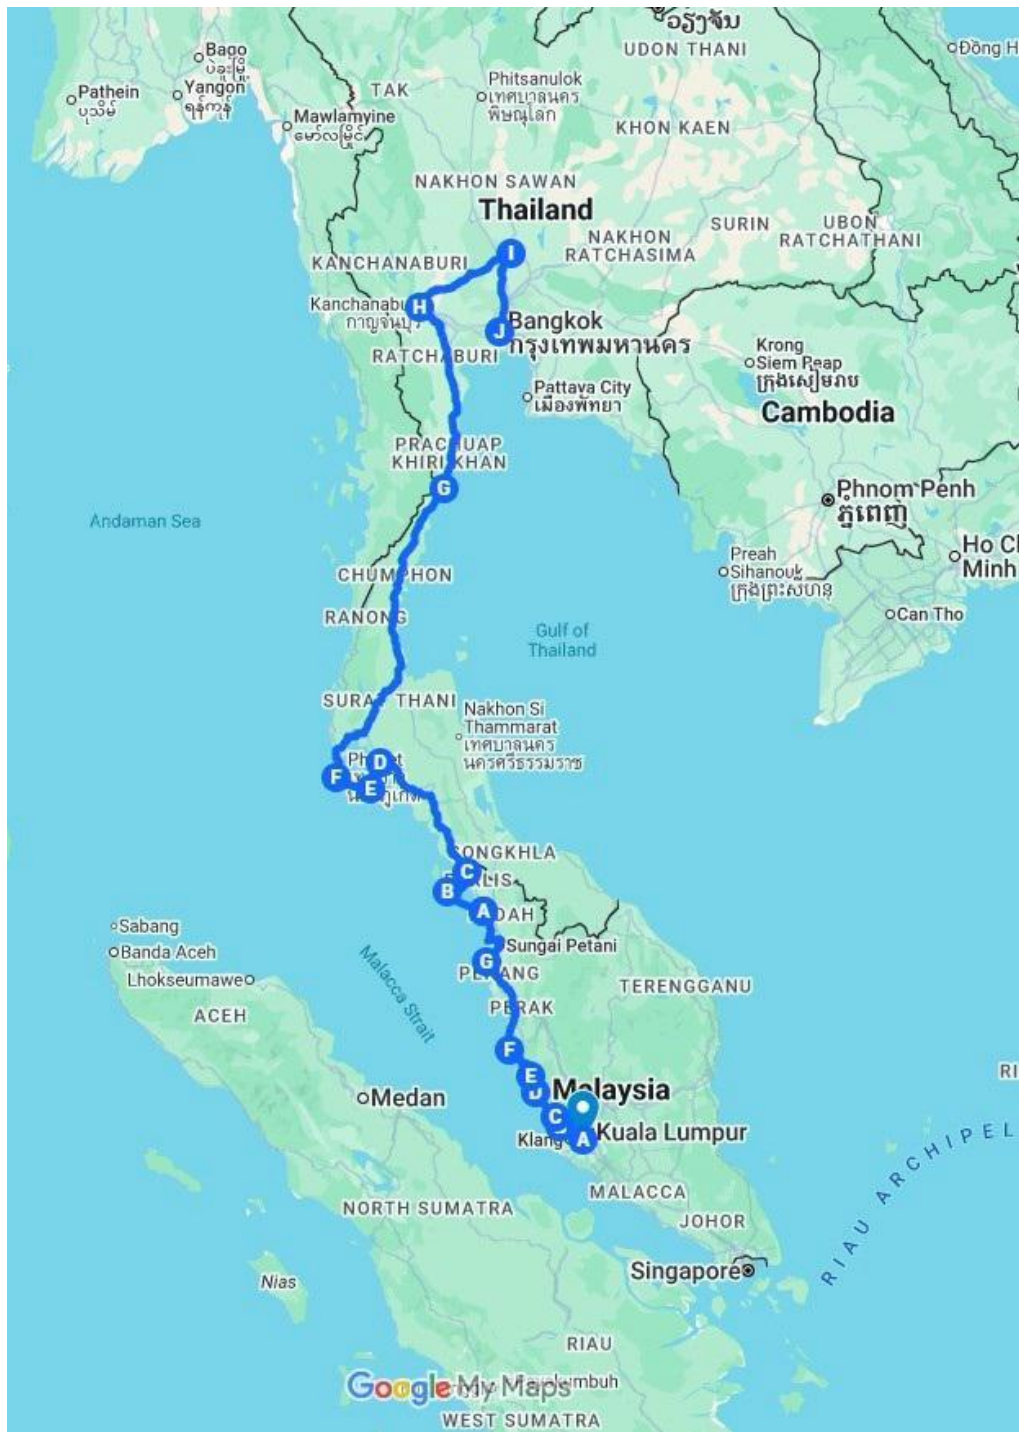 ວຽງຈັນ
UDON THANI
Đồng H
Bago
ပဲခူးမြို့
Pathein
ပုသိမ်
Yangon
ရန်ကုန်
TAK
Phitsanulok
เทศบาลนคร
พิษณุโลก
Mawlamyine
မော်လမြိုင်
KHON KAEN
NAKHON SAWAN
Thailand
SURIN
UBON
RATCHATHANI
NAKHON
RATCHASIMA
I
KANCHANABURI
Kanchanabu
กาญจนบุรี
H
J
Bangkok
กรุงเทพมหานคร
RATCHABURI
Krong
Siem Reap
ក្រុងសៀមរាប
Pattaya City
เมืองพัทยา
Cambodia
PRACHUAP
KHIRI KHAN
G
Phnom Penh
ភ្នំពេញ
Andaman Sea
Ho C
Minh
Preah
Sihanouk
ក្រុងព្រះសីហនុ
CHUMPHON
RANONG
Can Tho
Gulf of
Thailand
SURAT THANI
Nakhon Si
Thammarat
เทศบาลนคร
นครศรีธรรมราช
D
F
E
SONGKHLA
C
B
A
Sungai Petani
G
PENANG
Sabang
Banda Aceh
Lhokseumawe
Malacca Strait
TERENGGANU
PERAK
ACEH
F
E
D
Malaysia
Medan
C
A
Kuala Lumpur
Klang
RI
RIAU ARCHIPEL
MALACCA
NORTH SUMATRA
JOHOR
Singapore
Nias
RIAU
Google My Maps
WEST SUMATRA